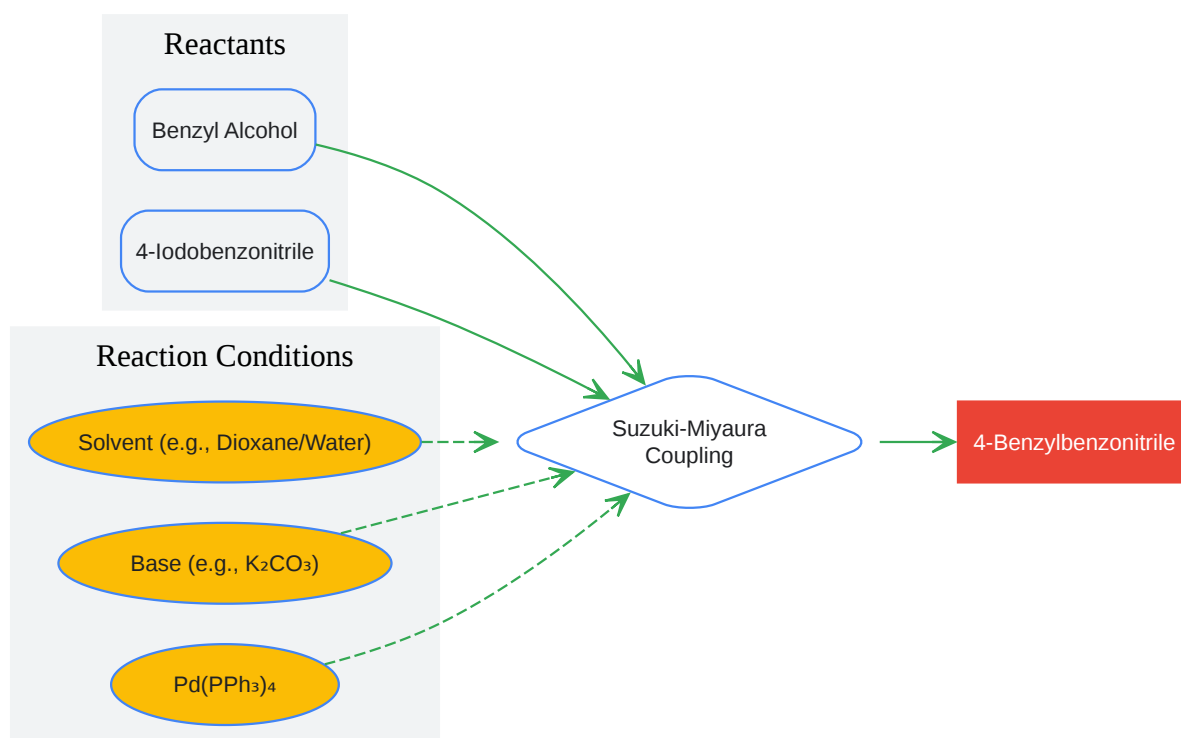 Reactants
Benzyl Alcohol
4-Iodobenzonitrile
Reaction Conditions
Solvent (e.g., Dioxane/Water)
Base (e.g., K₂CO₃)
Pd(PPh₃)₄
Suzuki-Miyaura
Coupling
4-Benzylbenzonitrile